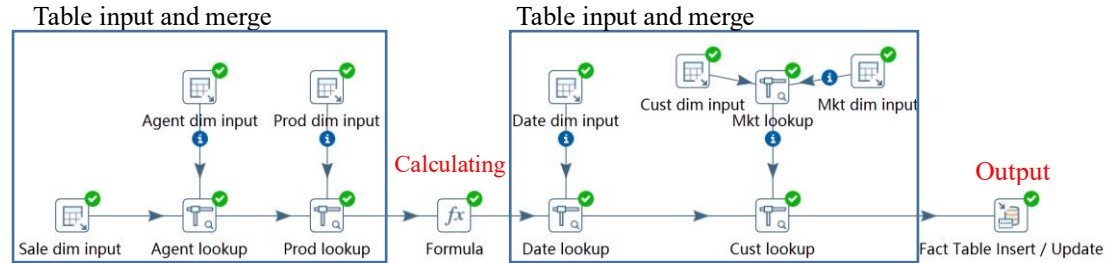 Table input and merge
Table input and merge
Agent dim input
Prod dim input
Date dim input
Cust dim input
Mkt lookup
Mkt dim input
Calculating
Output
fx
Sale dim input
Agent lookup
Prod lookup
Formula
Date lookup
Cust lookup
Fact Table Insert / Update